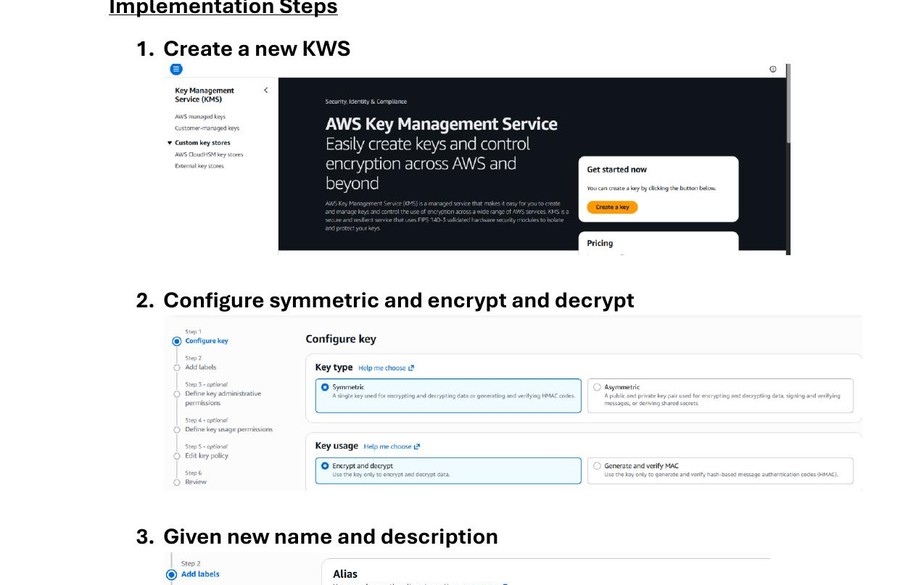 Implementation Steps
1. Create a new KWS
Key Management
Service (KMS)
AWS managed keys
Customer-managed keys
Custom key stores
AWS CloudHSM key stores
External key stores
Security, Identity & Compliance
AWS Key Management Service
Easily create keys and control
encryption across AWS and
beyond
AWS Key Management Service (KMS) is a managed service that makes it easy for you to create
and manage keys and control the use of encryption across a wide range of AWS services. KMS is a
secure and resilient service that uses FIPS 140-3 validated hardware security modules to isolate
and protect your keys
Get started now
You can create a key by clicking the button below.
Create a key
Pricing
2. Configure symmetric and encrypt and decrypt
Step 1
Configure key
Step 2
Add labels
Step 3 - optional
Define key administrative
permissions
Step 4 - optional
Define key usage permissions
Step 5 - optional
Edit key policy
Step 6
Review
Configure key
Key type Help me choose
Symmetric
A single key used for encrypting and decrypting data or generating and verifying HMAC codes
Asymmetric
A public and private key pair used for encrypting and decrypting data, signing and verifying
messages, or deriving shared secrets
Key usage Help me choose
Encrypt and decrypt
Use the key only to encrypt and decrypt data.
Generate and verify MAC
Use the key only to generate and verify hash-based message authentication codes (HMAC).
3. Given new name and description
Step 2
Add labels
Alias